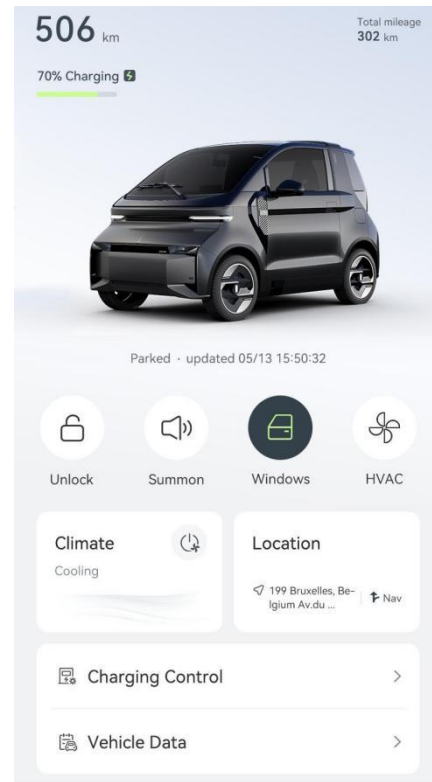 506 km
Total mileage
302 km
70% Charging
Parked · updated 05/13 15:50:32
Unlock
Summon
Windows
HVAC
Climate
Cooling
Location
199 Bruxelles, Be-
lgium Av.du ...
Nav
Charging Control
Vehicle Data